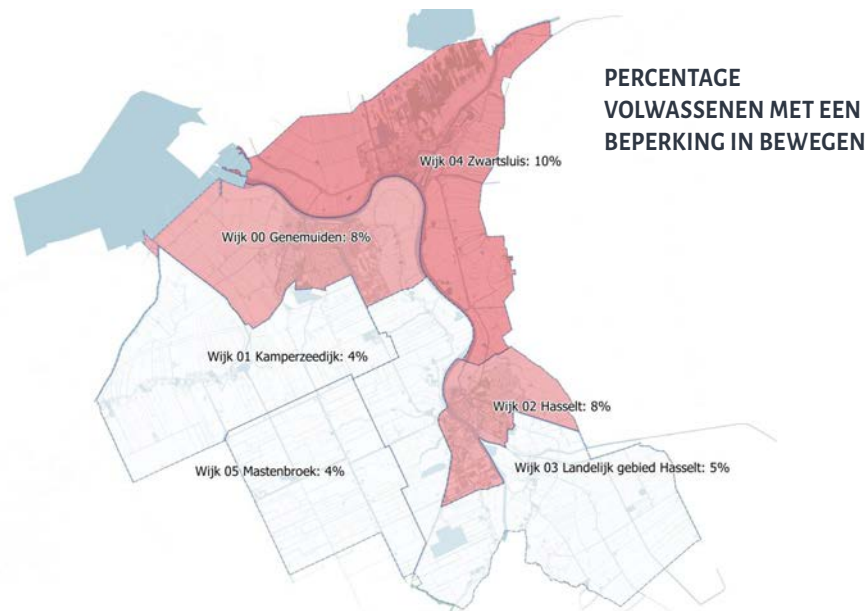 PERCENTAGE
VOLWASSENEN MET EEN
BEPERKING IN BEWEGEN
Wijk 04 Zwartsluis: 10%
Wijk 00 Genemuiden: 8%
Wijk 01 Kamperzeedijk: 4%
Wijk 02 Hasselt: 8%
Wijk 05 Mastenbroek: 4%
Wijk 03 Landelijk gebied Hasselt: 5%